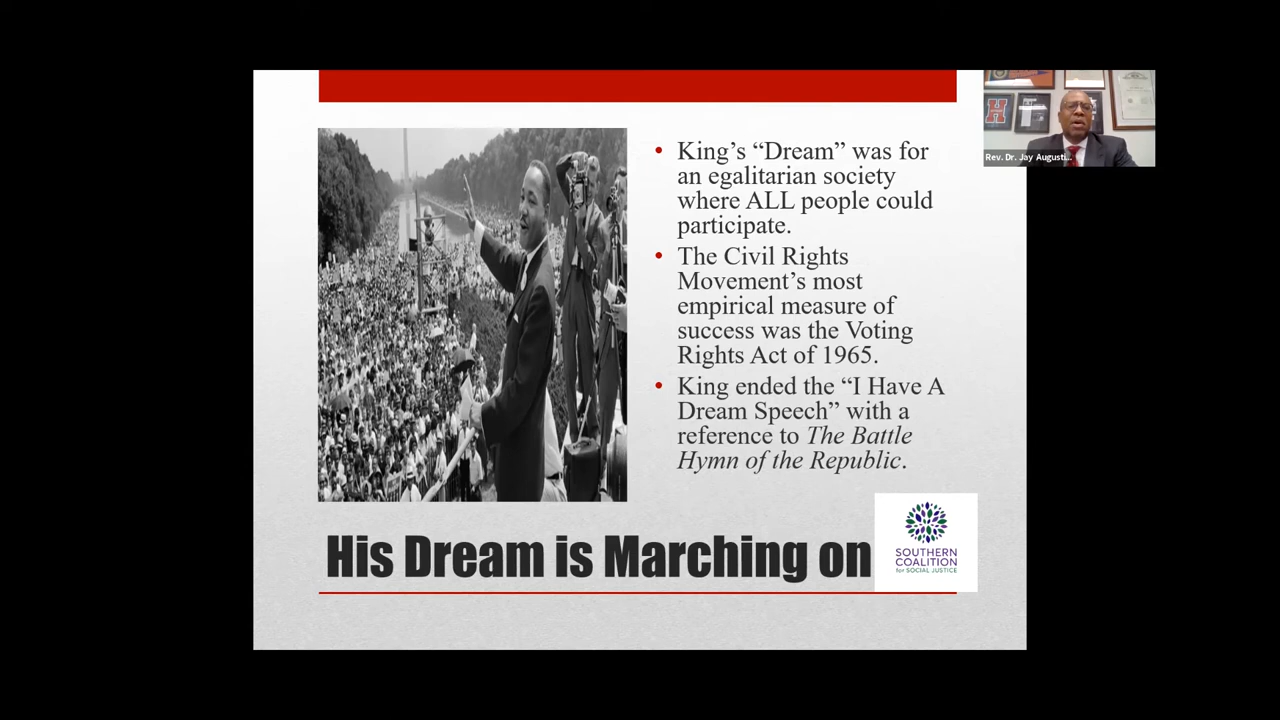 King’s “Dream” was for
an egalitarian society
where ALL people could
participate.
The Civil Rights
Movement’s most
empirical measure of
success was the Voting
Rights Act of 1965.
King ended the “I Have A
Dream Speech” with a
reference to The Battle
Hymn of the Republic.
His Dream is Marching on
SOUTHERN
COALITION
for SOCIAL JUSTICE
Rev. Dr. Jay Augusti...
H